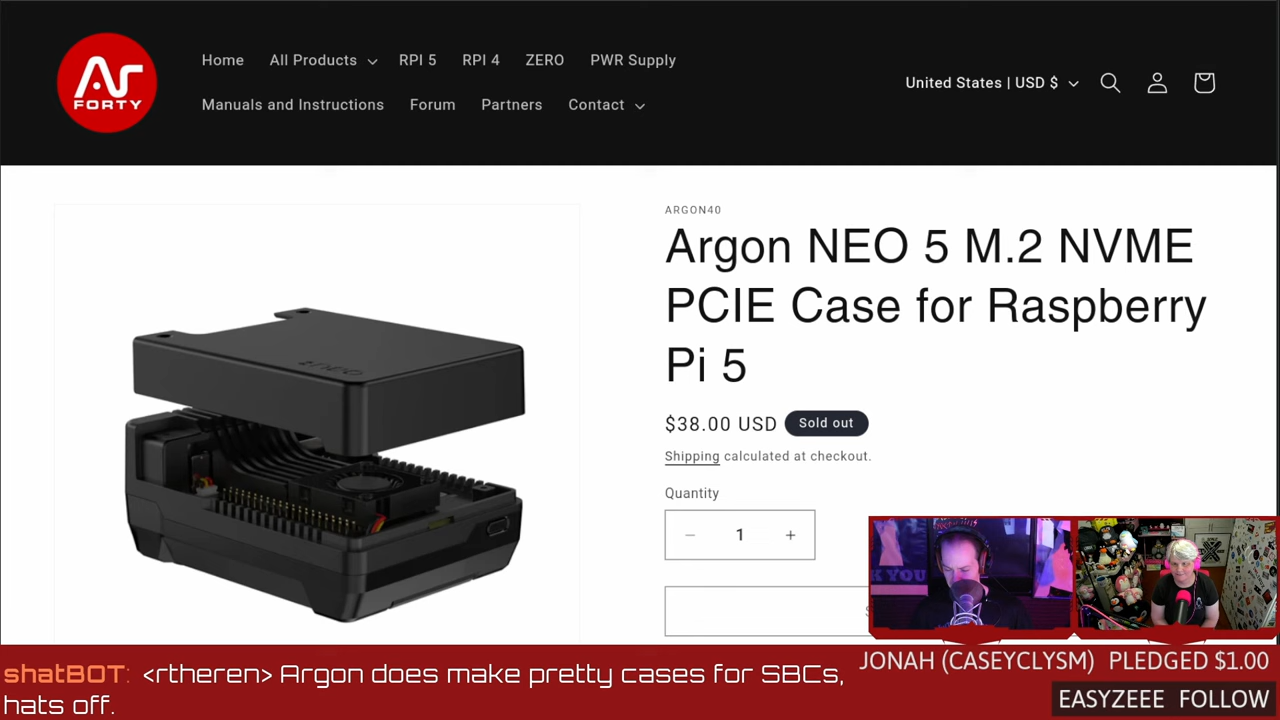 Ar
FORTY
Home
All Products
RPI 5
RPI 4
ZERO
PWR Supply
Manuals and Instructions
Forum
Partners
Contact
United States | USD $
ARGON40
Argon NEO 5 M.2 NVME
PCIE Case for Raspberry
Pi 5
$38.00 USD
Sold out
Shipping calculated at checkout.
Quantity
1
shatBOT: <rtheren> Argon does make pretty cases for SBCs,
hats off.
JONAH (CASEYCLYSM) PLEDGED $1.00
EASYZEEE FOLLOW